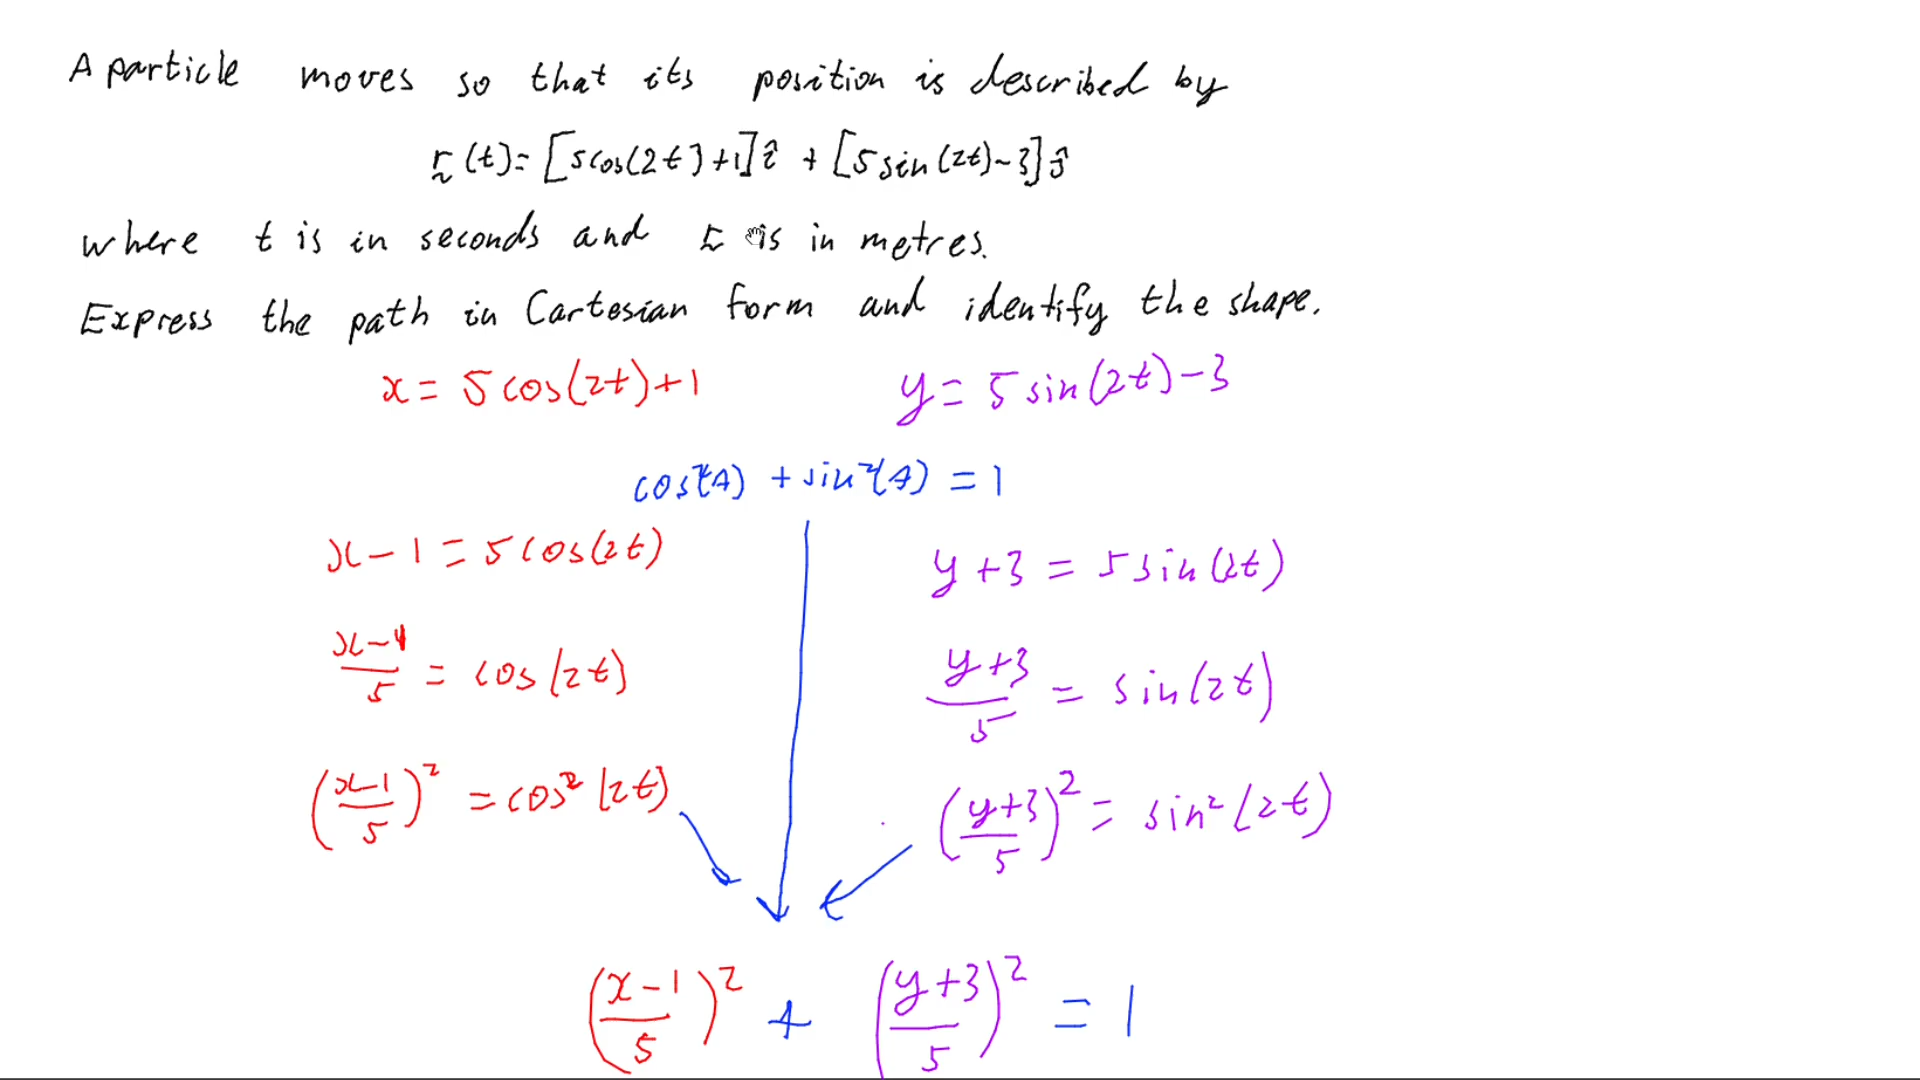 A particle moves so that its position is described by
r(t)= [5cos(2t)+1]î + [5sin(2t)-3]ĵ
where t is in seconds and r is in metres.
Express the path in Cartesian form and identify the shape.
x = 5cos(2t)+1 y = 5sin(2t)-3
cos²(A) + sin²(A) = 1
x-1 = 5cos(2t) y+3 = 5sin(2t)
(x-1)/5 = cos(2t) (y+3)/5 = sin(2t)
((x-1)/5)² = cos²(2t) ((y+3)/5)² = sin²(2t)
((x-1)/5)² + ((y+3)/5)² = 1